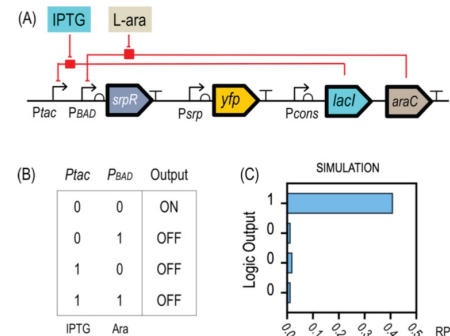 (A)
IPTG L-ara
srpR yfp lacI araC
Ptac PBAD Psrp Pcons
(B)
Ptac PBAD Output
0 0 ON
0 1 OFF
1 0 OFF
1 1 OFF
IPTG Ara
(C)
SIMULATION
Logic Output
1
0
0
0
0.0 0.1 0.2 0.3 0.4 0.5 RP